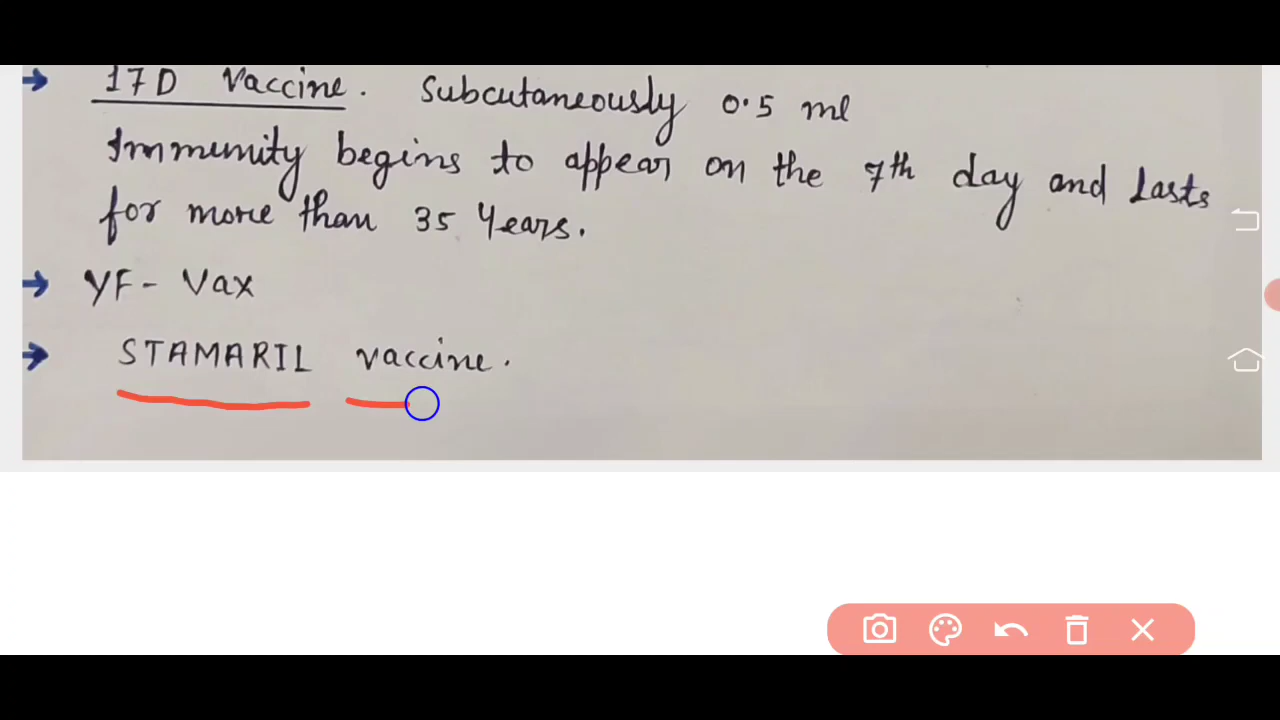 → 17D Vaccine. Subcutaneously 0.5 ml
Immunity begins to appear on the 7th day and Lasts
for more than 35 Years.
→ YF- Vax
→ STAMARIL vaccine.